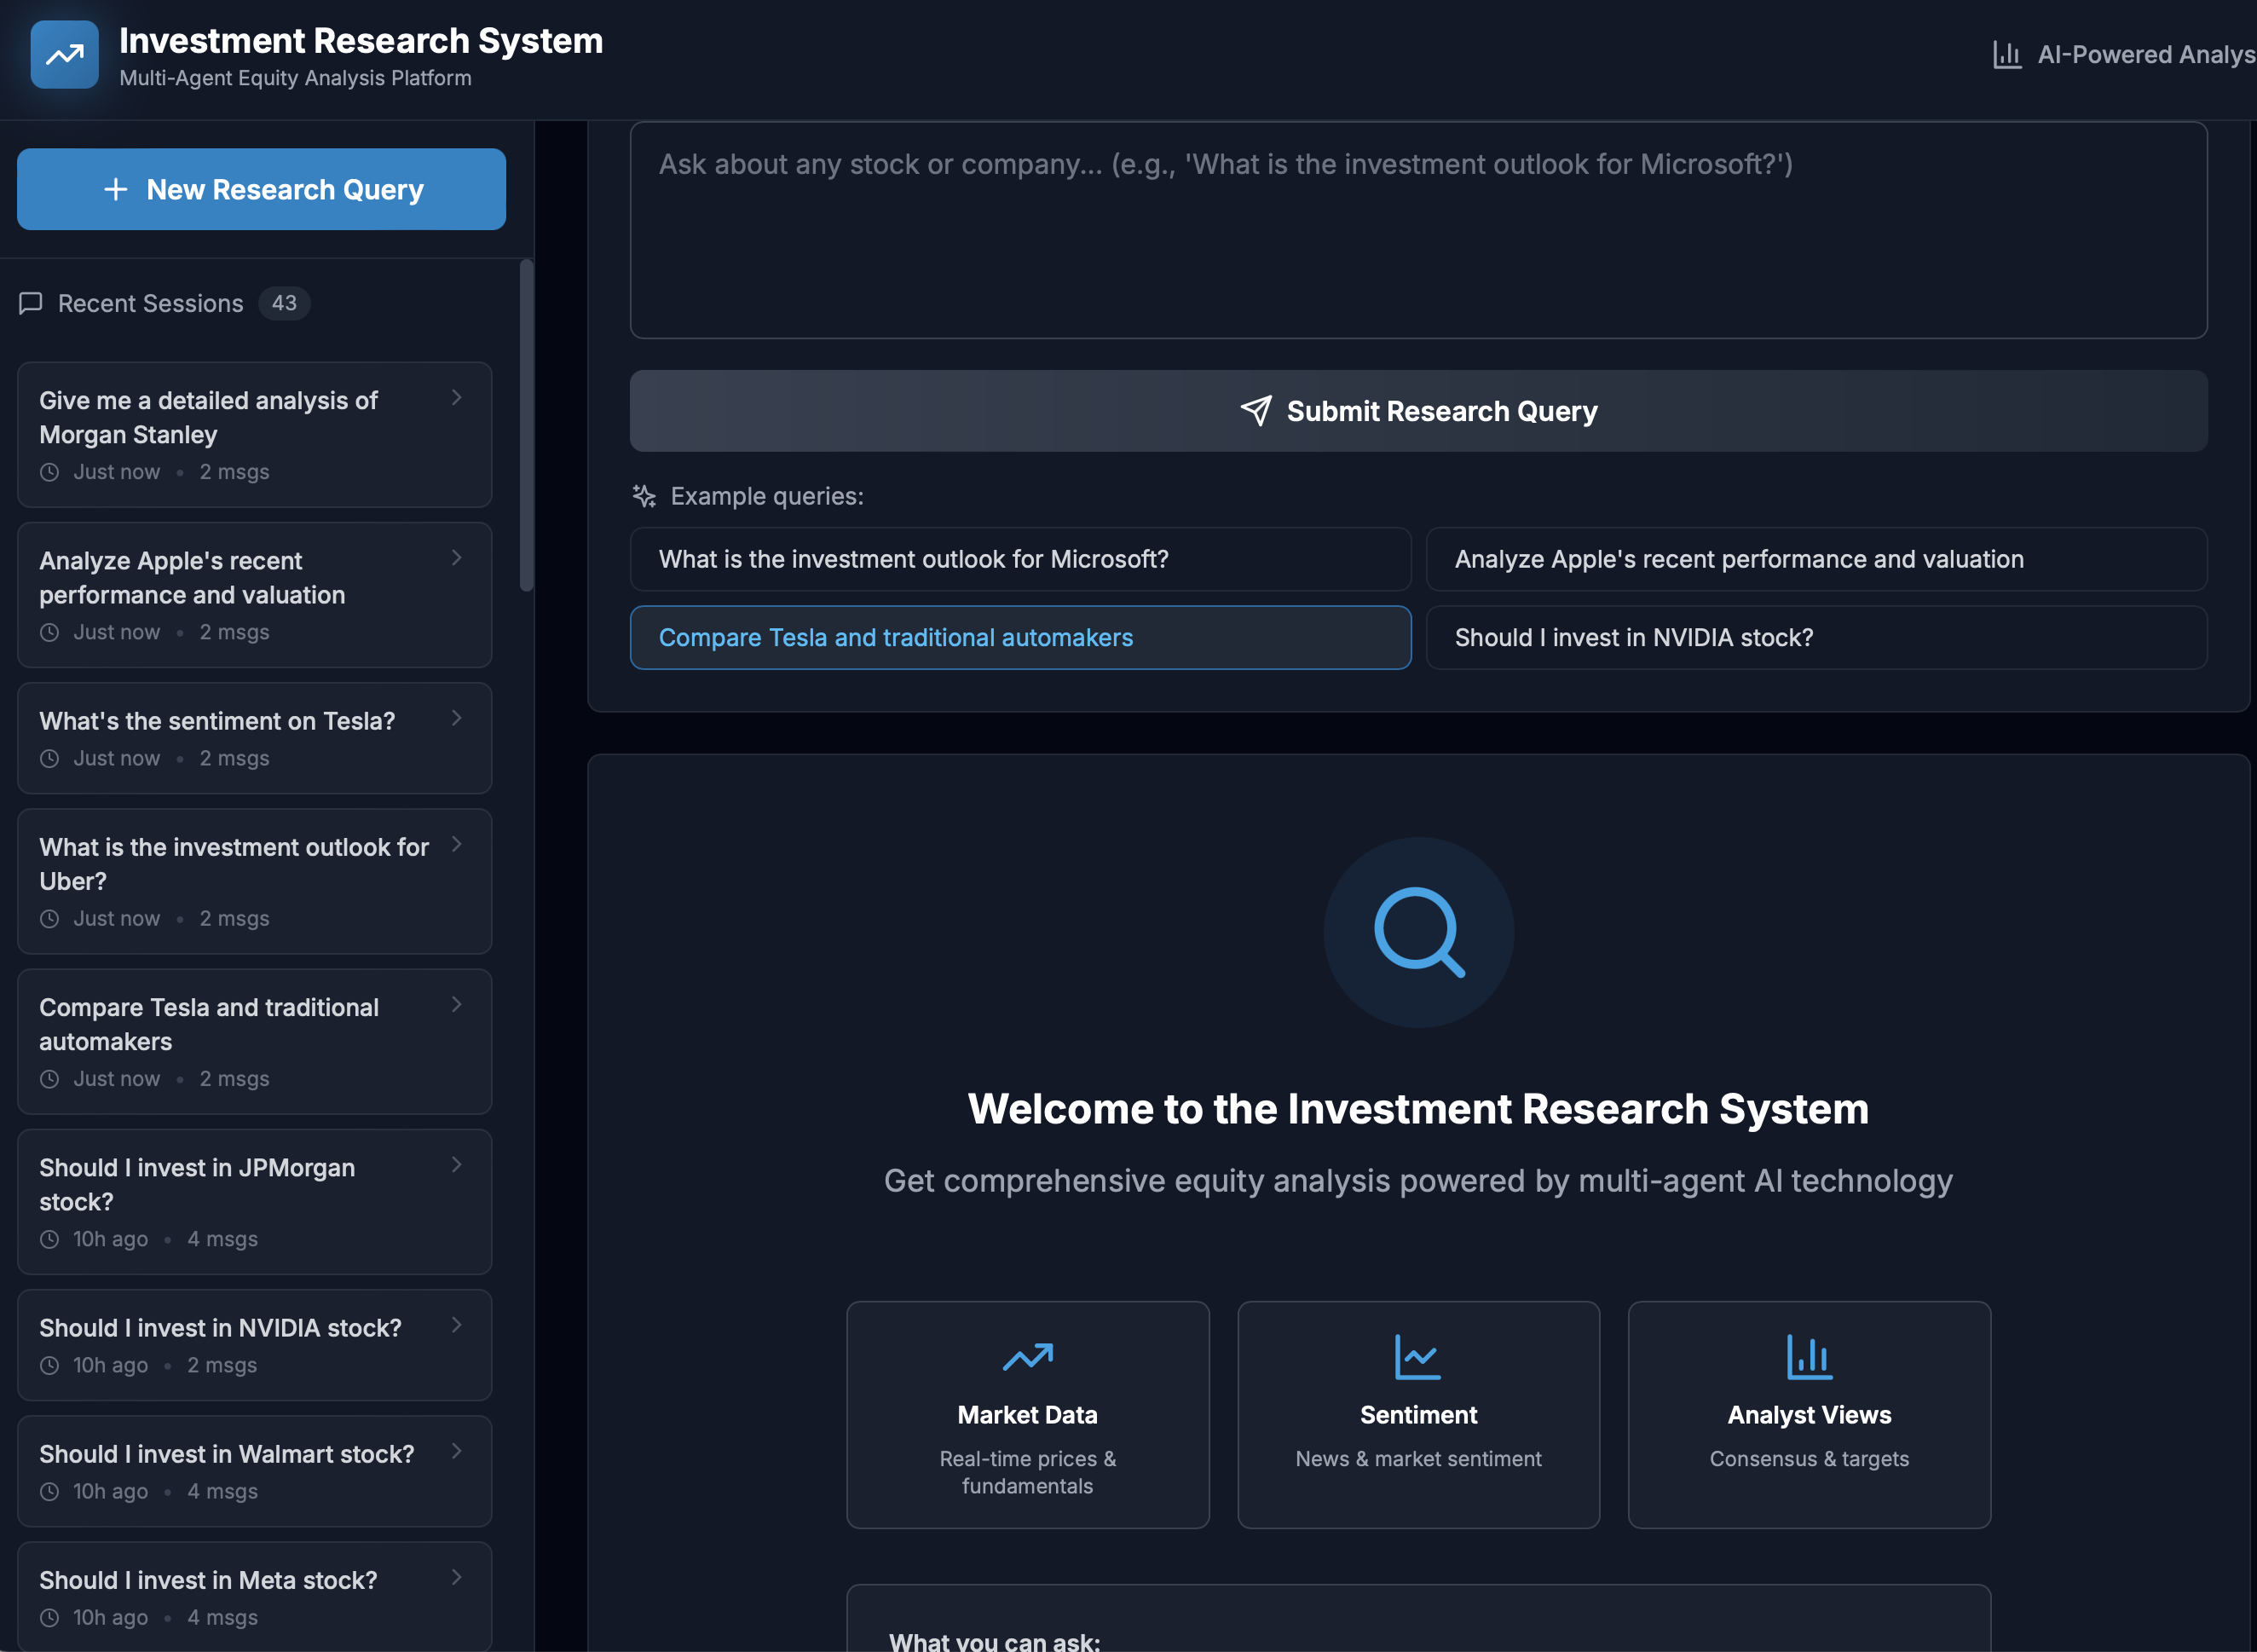 Investment Research System
Multi-Agent Equity Analysis Platform
AI-Powered Analys
New Research Query
Recent Sessions 43
Give me a detailed analysis of
Morgan Stanley
Just now • 2 msgs
Analyze Apple's recent
performance and valuation
Just now • 2 msgs
What's the sentiment on Tesla?
Just now • 2 msgs
What is the investment outlook for
Uber?
Just now • 2 msgs
Compare Tesla and traditional
automakers
Just now • 2 msgs
Should I invest in JPMorgan
stock?
10h ago • 4 msgs
Should I invest in NVIDIA stock?
10h ago • 2 msgs
Should I invest in Walmart stock?
10h ago • 4 msgs
Should I invest in Meta stock?
10h ago • 4 msgs
Ask about any stock or company... (e.g., 'What is the investment outlook for Microsoft?')
Submit Research Query
Example queries:
What is the investment outlook for Microsoft?
Analyze Apple's recent performance and valuation
Compare Tesla and traditional automakers
Should I invest in NVIDIA stock?
Welcome to the Investment Research System
Get comprehensive equity analysis powered by multi-agent AI technology
Market Data
Real-time prices &
fundamentals
Sentiment
News & market sentiment
Analyst Views
Consensus & targets
What you can ask: